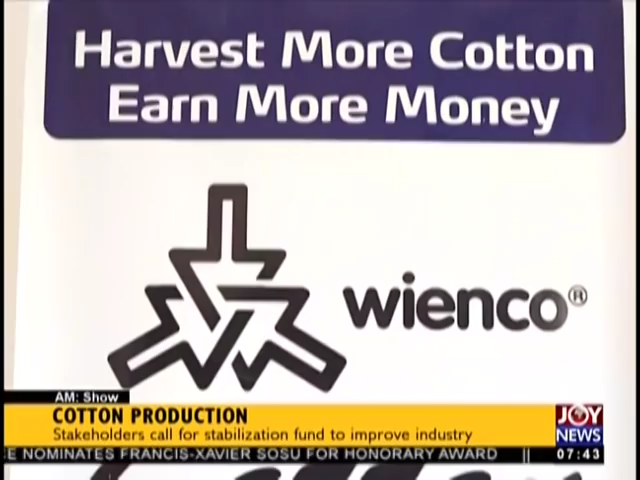 Harvest More Cotton
Earn More Money
wienco®
AM: Show
COTTON PRODUCTION
Stakeholders call for stabilization fund to improve industry
JOY
NEWS
E NOMINATES FRANCIS-XAVIER SOSU FOR HONORARY AWARD
07:43